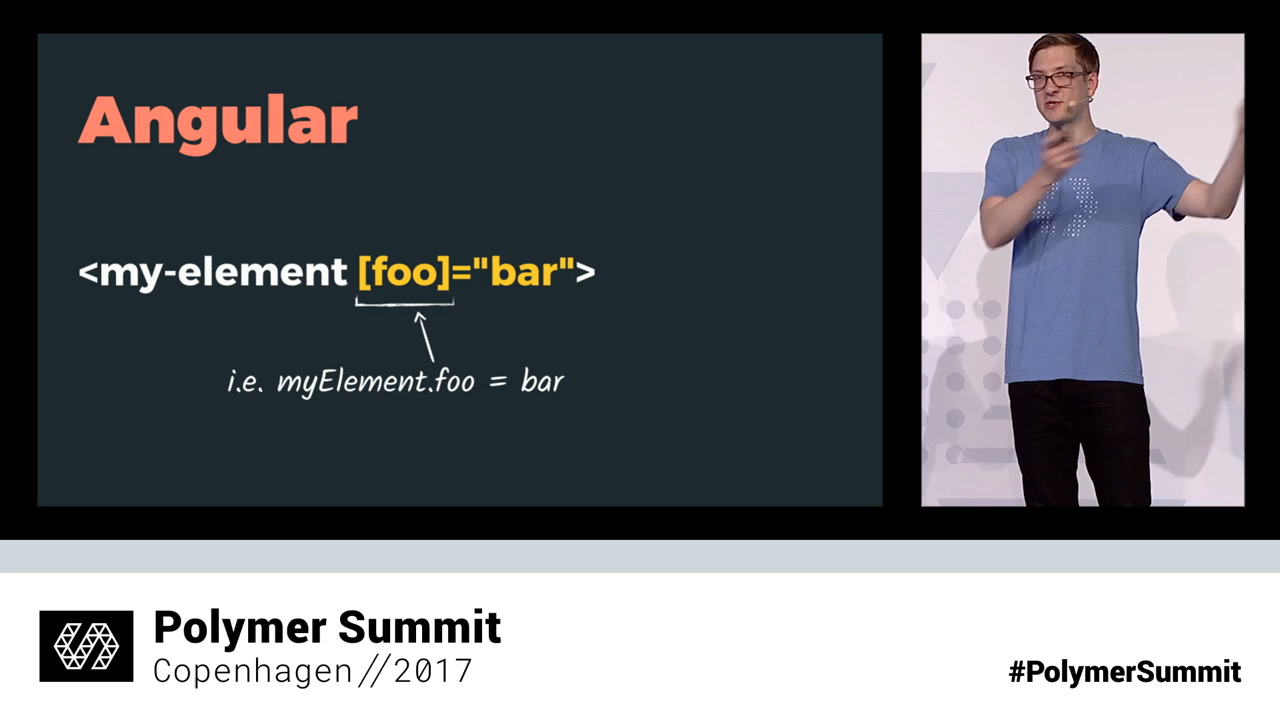 Angular
<my-element [foo]="bar">
i.e. myElement.foo = bar
Polymer Summit
Copenhagen//2017
#PolymerSummit